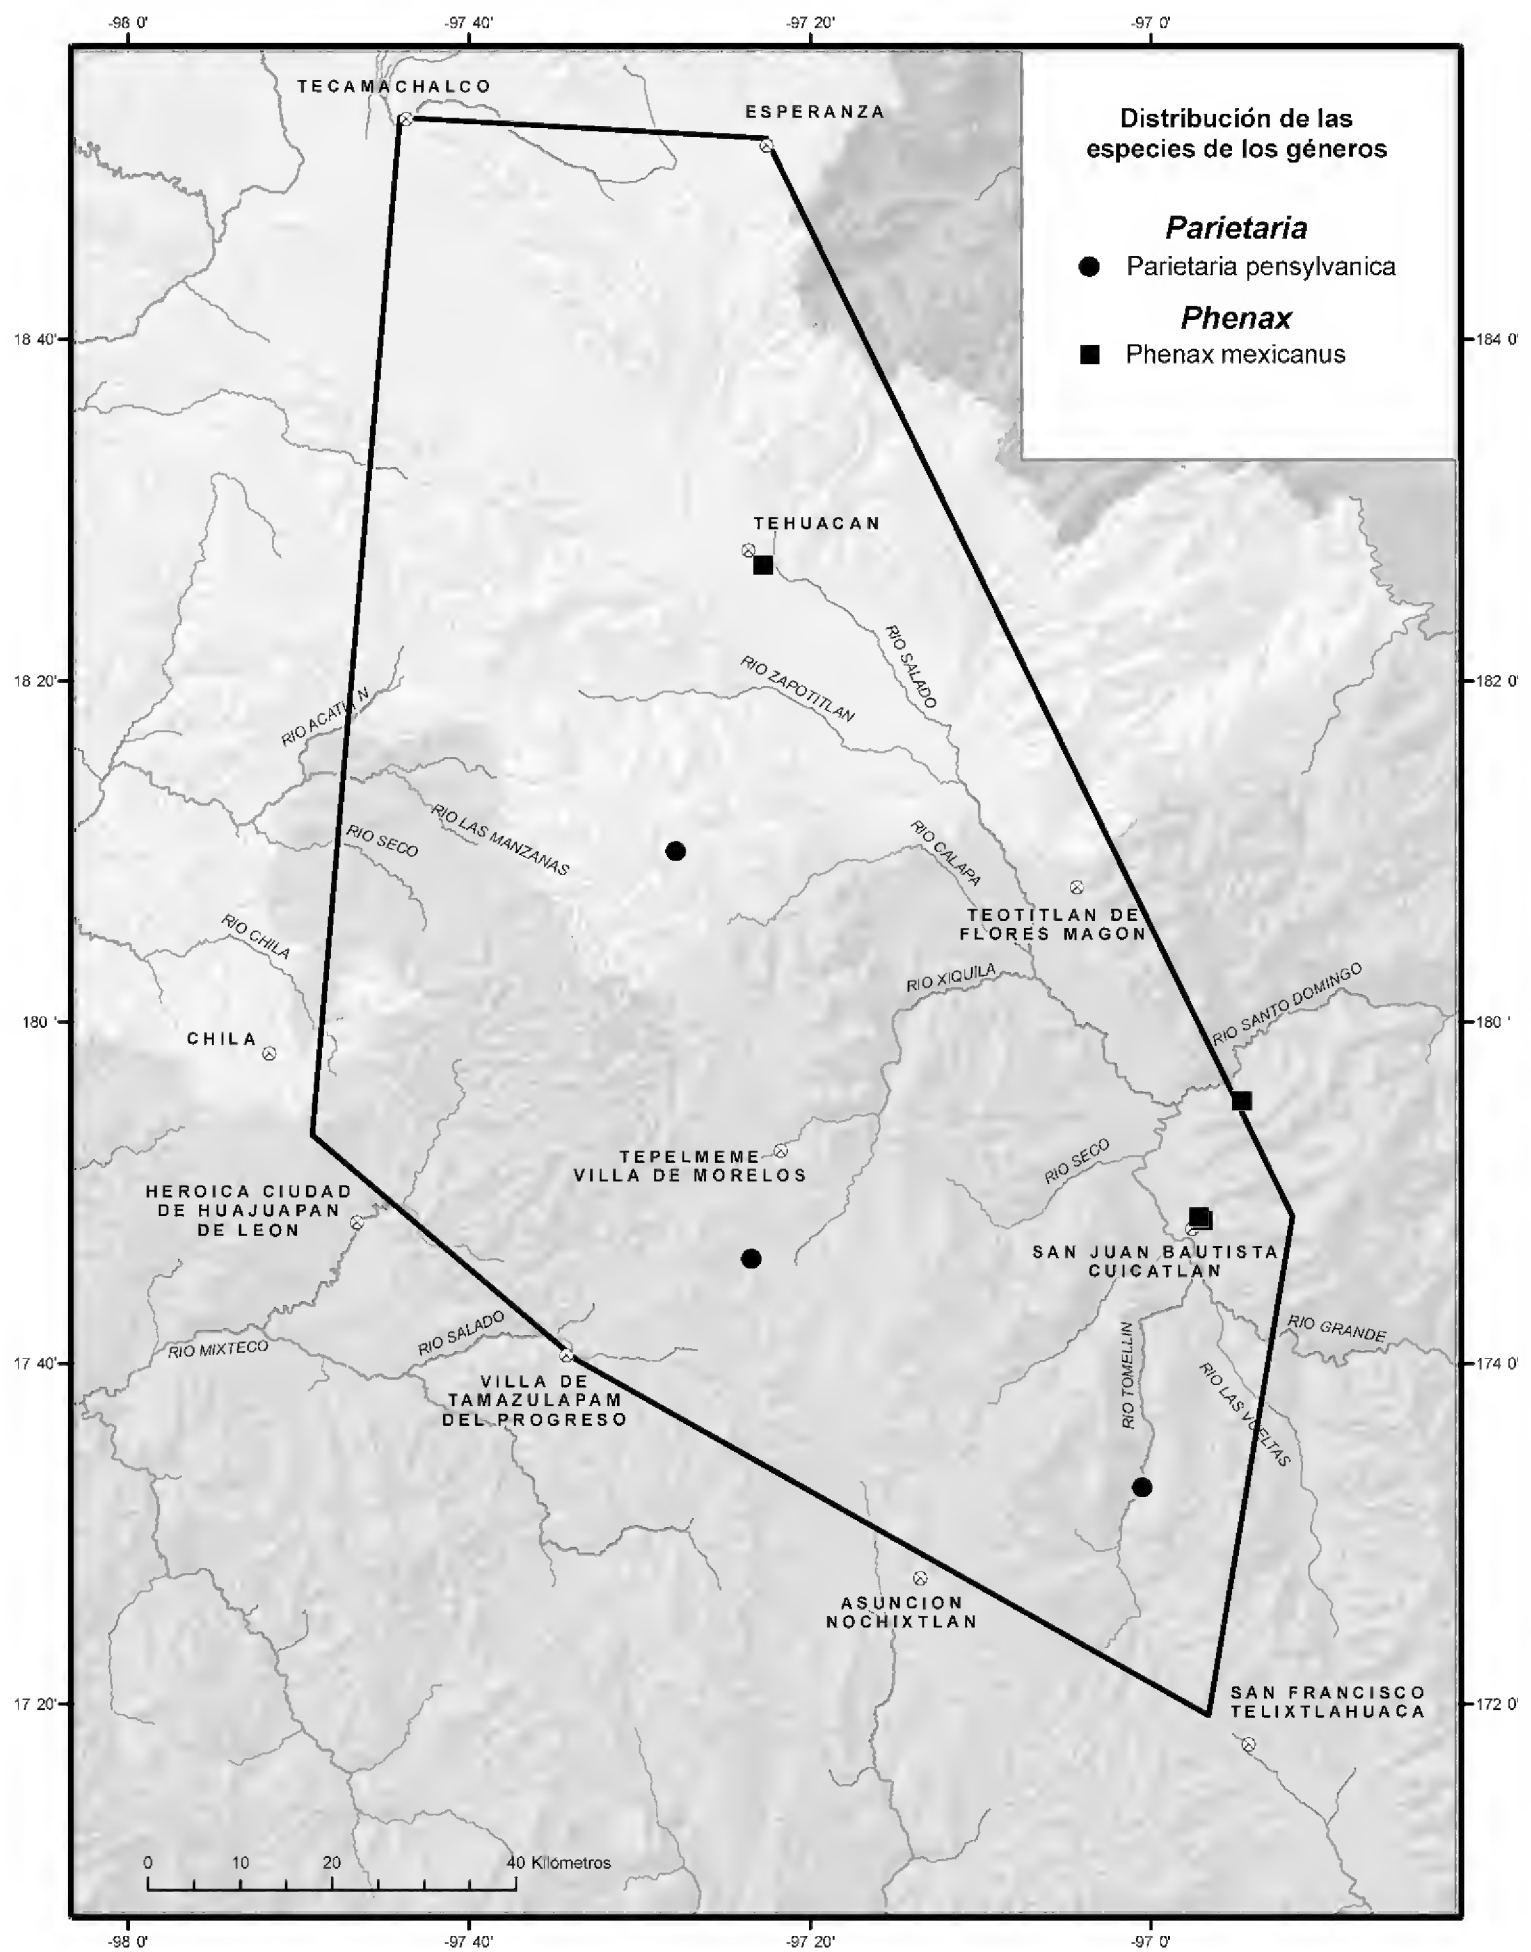 -98 0'
-97 40'
-97 20'
-97 0'
TECAMACHALCO
ESPERANZA
Distribución de las
especies de los géneros
Parietaria
Parietaria pensylvanica
Phenax
Phenax mexicanus
18 40'
184 0'
TEHUACAN
RIO SALADO
18 20'
182 0'
RIO ZAPOTITLAN
RIO ACATL N
RIO LAS MANZANAS
RIO SECO
RIO CALAPA
TEOTITLAN DE
FLORES MAGON
RIO CHILA
RIO XIQUILA
RIO SANTO DOMINGO
180 '
180 '
CHILA
TEPELMEME
VILLA DE MORELOS
RIO SECO
HEROICA CIUDAD
DE HUAJUAPAN
DE LEON
SAN JUAN BAUTISTA
CUICATLAN
RIO GRANDE
RIO SALADO
RIO MIXTECO
RIO TOMELLIN
17 40'
174 0'
RIO LAS VUELTAS
VILLA DE
TAMAZULAPAM
DEL PROGRESO
ASUNCION
NOCHIXTLAN
SAN FRANCISCO
TELIXTLAHUACA
17 20'
172 0'
0 10 20 40 Kilómetros
-98 0'
-97 40'
-97 20'
-97 0'